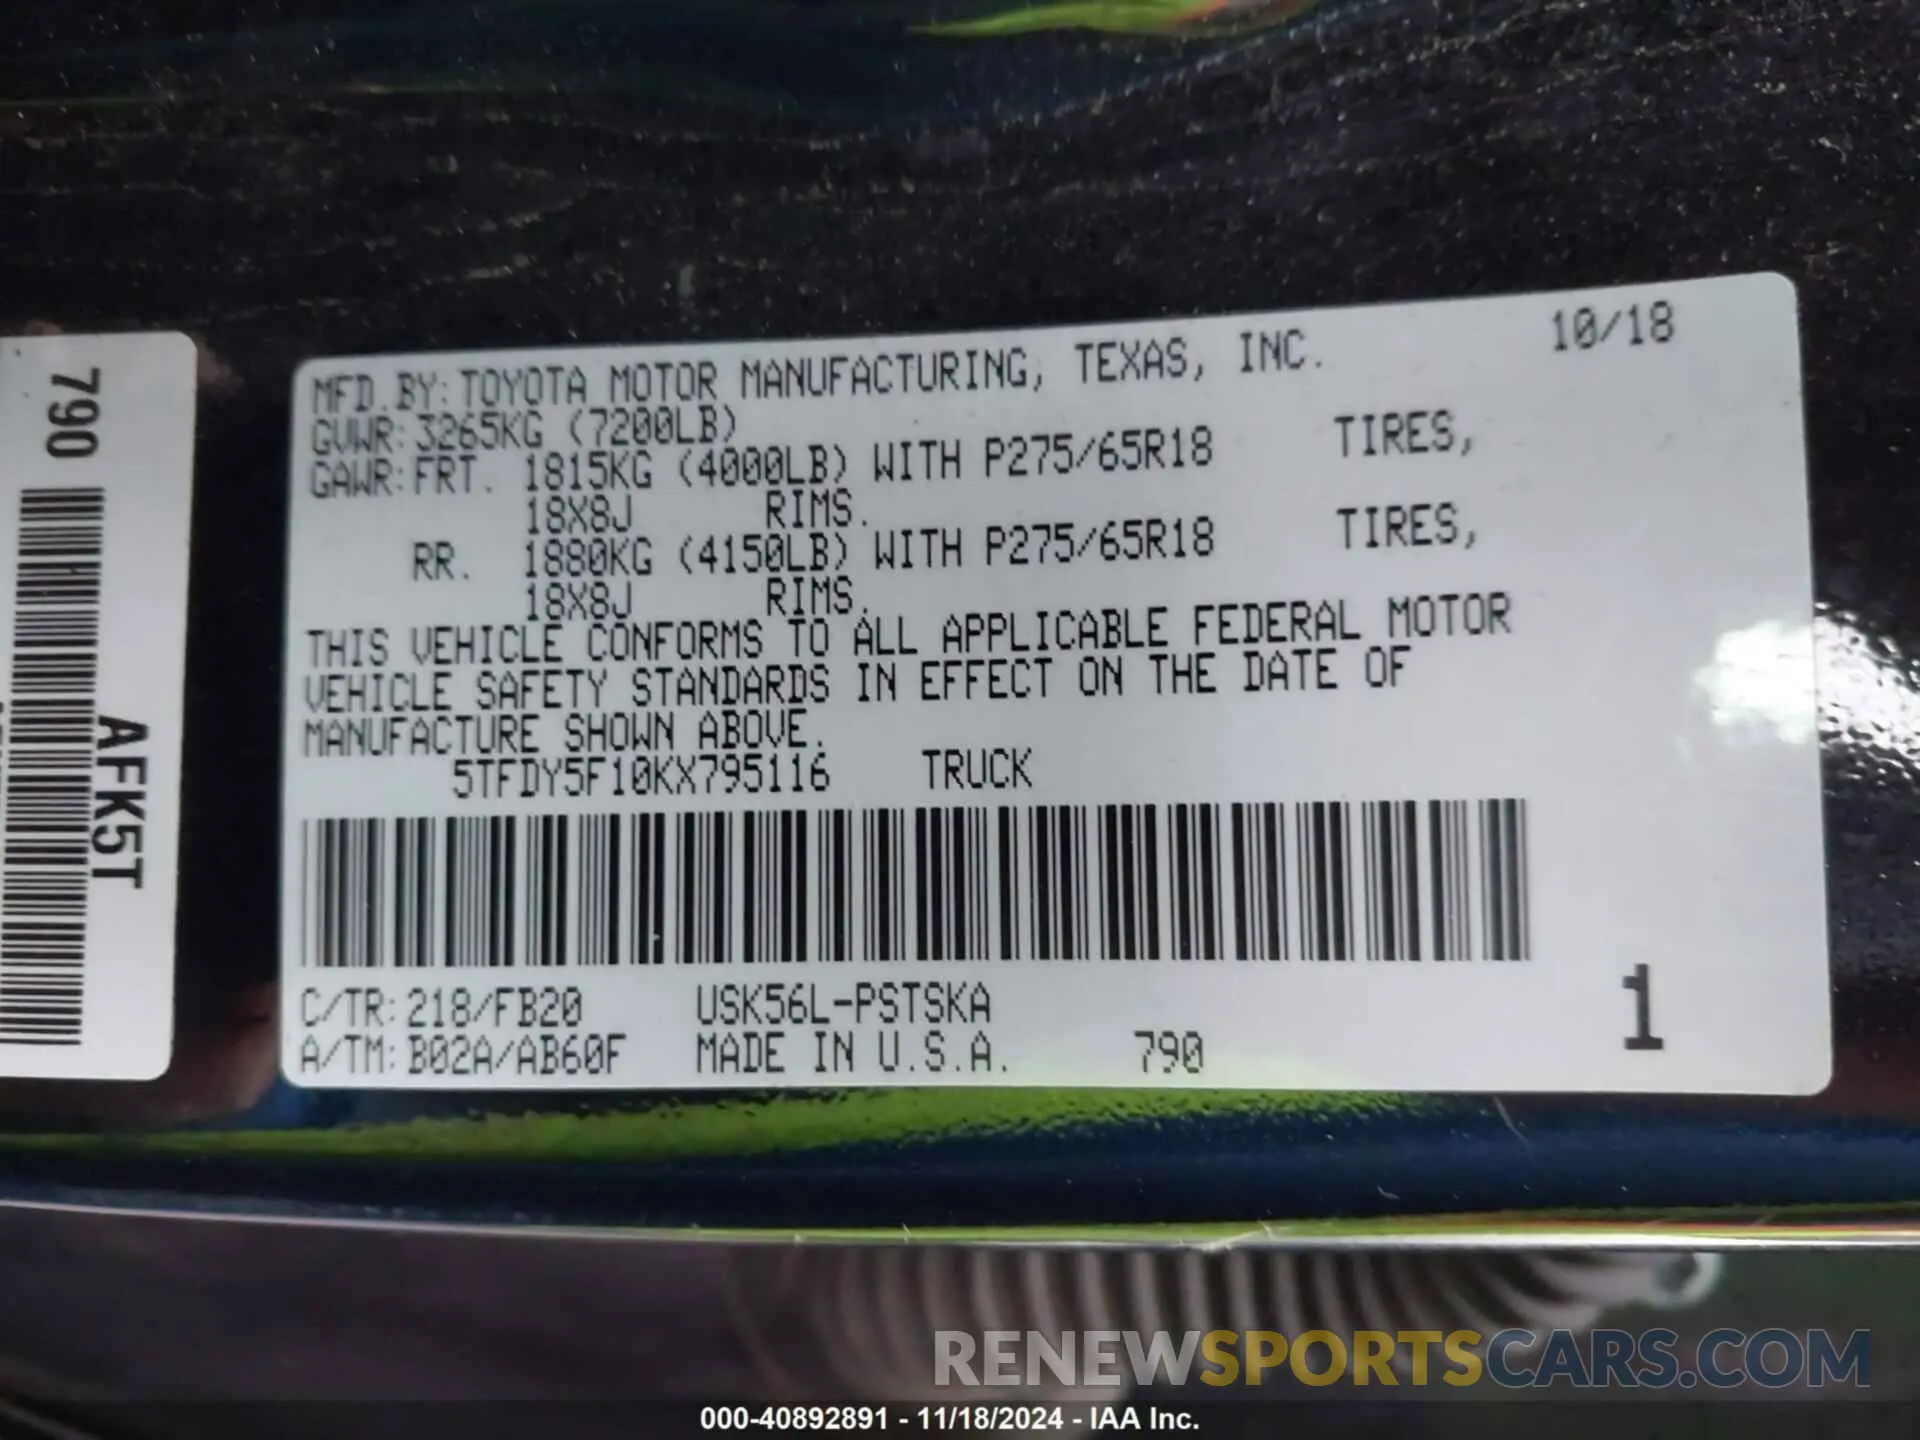 MFD. BY: TOYOTA MOTOR MANUFACTURING, TEXAS, INC. 10/18
GVWR: 3265KG (7200LB)
GAWR: FRT. 1815KG (4000LB) WITH P275/65R18 TIRES,
18X8J RIMS.
RR. 1880KG (4150LB) WITH P275/65R18 TIRES,
18X8J RIMS.
THIS VEHICLE CONFORMS TO ALL APPLICABLE FEDERAL MOTOR
VEHICLE SAFETY STANDARDS IN EFFECT ON THE DATE OF
MANUFACTURE SHOWN ABOVE.
5TFDY5F10KX795116 TRUCK
C/TR: 218/FB20 USK56L-PSTSKA
A/TM: B02A/AB60F MADE IN U.S.A. 790
1
790
AFK5T
RENEWSPORTSCARS.COM
000-40892891 - 11/18/2024 - IAA Inc.